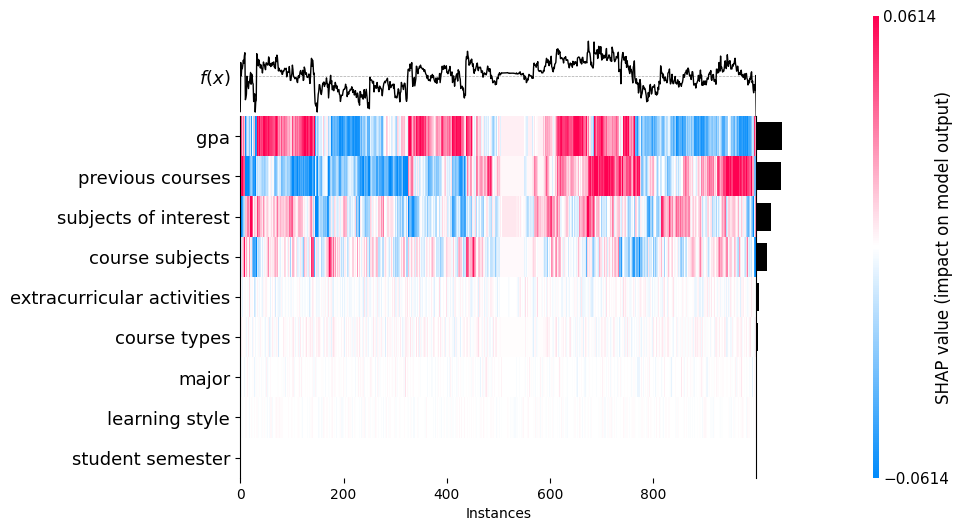 0.0614
f(x)
gpa
previous courses
subjects of interest
course subjects
extracurricular activities
course types
major
learning style
student semester
0 200 400 600 800
Instances
−0.0614
SHAP value (impact on model output)